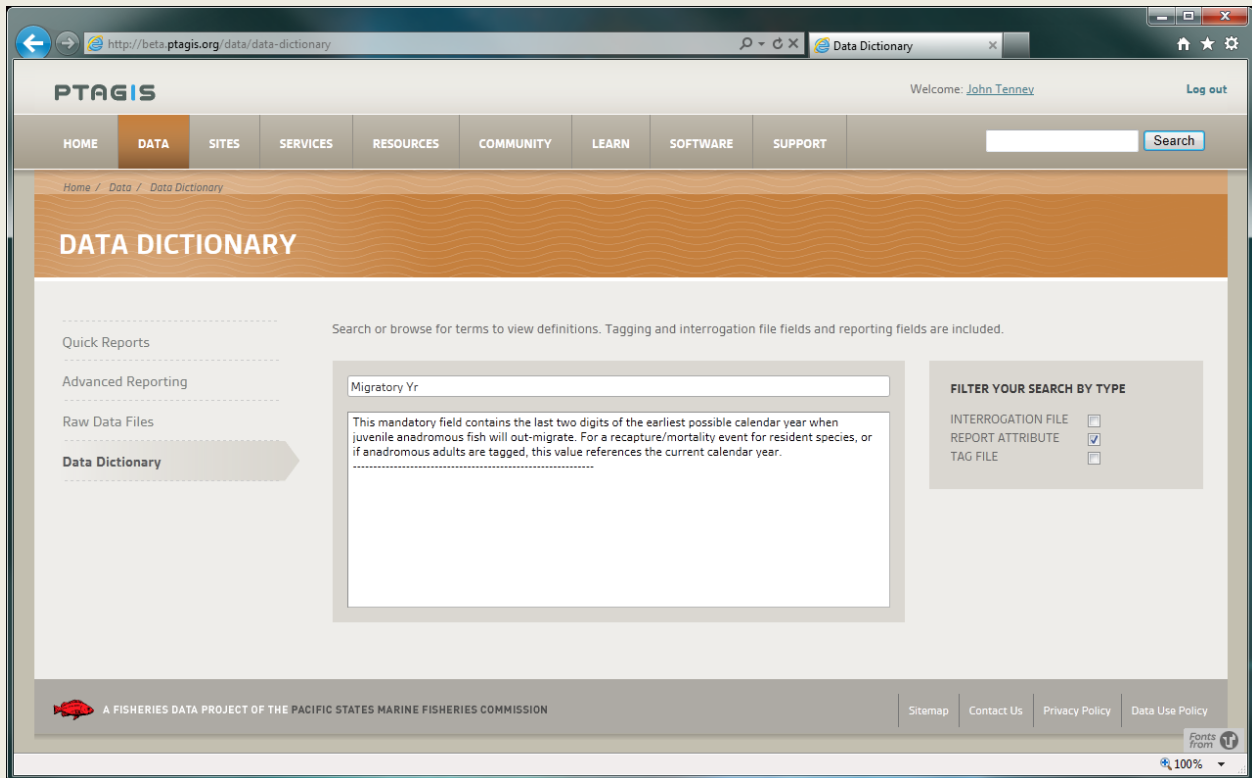 http://beta.ptagis.org/data/data-dictionary
Data Dictionary
PTAGIS
Welcome: John Tenney
Log out
HOME
DATA
SITES
SERVICES
RESOURCES
COMMUNITY
LEARN
SOFTWARE
SUPPORT
Search
Home / Data / Data Dictionary
DATA DICTIONARY
Quick Reports
Advanced Reporting
Raw Data Files
Data Dictionary
Search or browse for terms to view definitions. Tagging and interrogation file fields and reporting fields are included.
Migratory Yr
This mandatory field contains the last two digits of the earliest possible calendar year when
juvenile anadromous fish will out-migrate. For a recapture/mortality event for resident species, or
if anadromous adults are tagged, this value references the current calendar year.
------------------------------------------------------------
FILTER YOUR SEARCH BY TYPE
INTERROGATION FILE
REPORT ATTRIBUTE
TAG FILE
A FISHERIES DATA PROJECT OF THE PACIFIC STATES MARINE FISHERIES COMMISSION
Sitemap
Contact Us
Privacy Policy
Data Use Policy
Fonts
from
100%